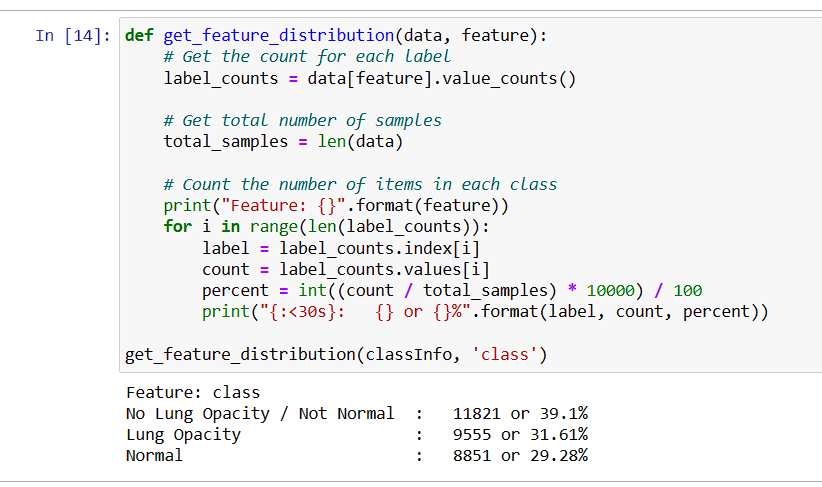 In [14]: def get_feature_distribution(data, feature):
    # Get the count for each label
    label_counts = data[feature].value_counts()

    # Get total number of samples
    total_samples = len(data)

    # Count the number of items in each class
    print("Feature: {}".format(feature))
    for i in range(len(label_counts)):
        label = label_counts.index[i]
        count = label_counts.values[i]
        percent = int((count / total_samples) * 10000) / 100
        print("{:<30s}:   {} or {}%".format(label, count, percent))

get_feature_distribution(classInfo, 'class')
Feature: class
No Lung Opacity / Not Normal  :   11821 or 39.1%
Lung Opacity                  :   9555 or 31.61%
Normal                        :   8851 or 29.28%